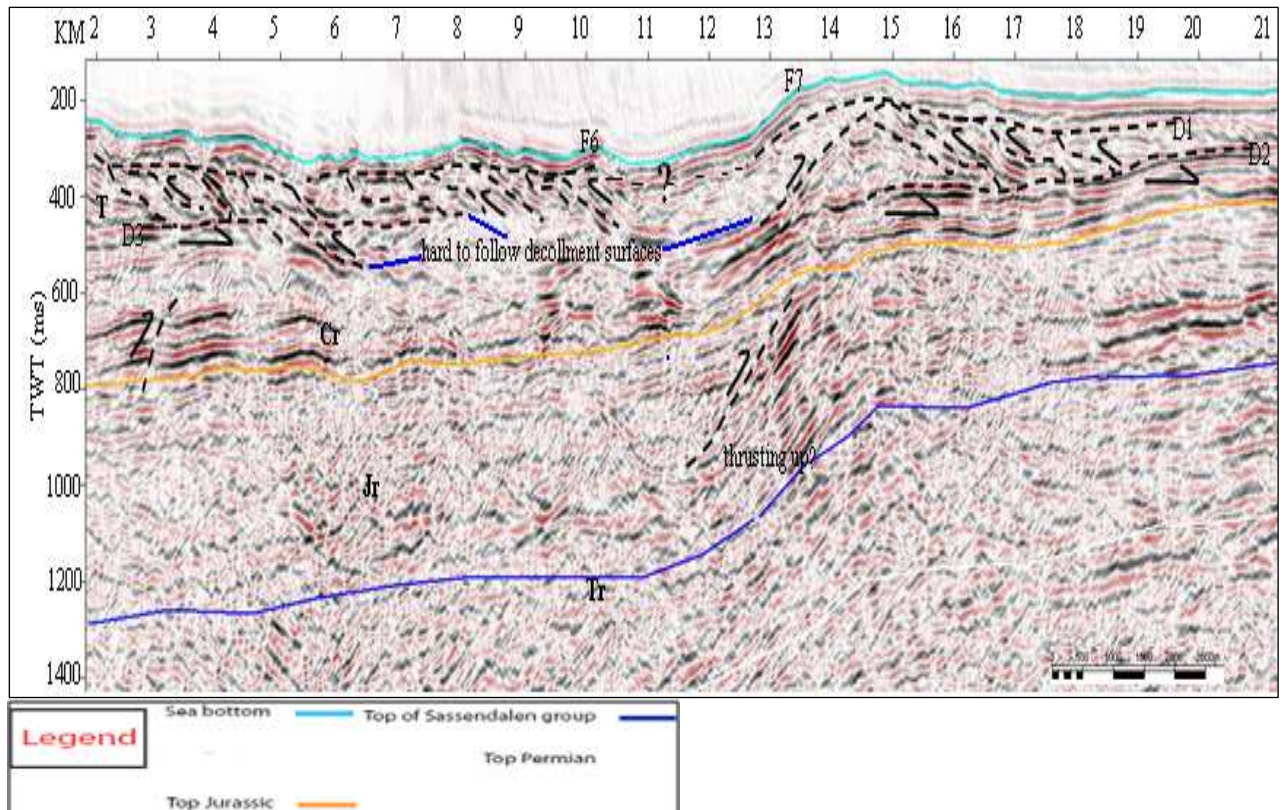 KM 2 3 4 5 6 7 8 9 10 11 12 13 14 15 16 17 18 19 20 21
F7
200
F6
D1
?
D2
400
T
D3
hard to follow decollment surfaces
600
Cr
TWT (ms)
800
thrusting up?
1000
Jr
1200
Tr
1400
Legend
Sea bottom
Top of Sassendalen group
Top Permian
Top Jurassic